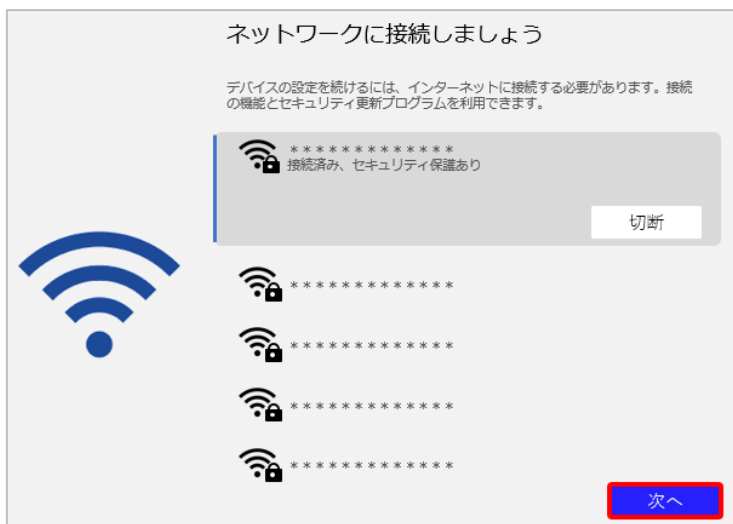 ネットワークに接続しましょう
デバイスの設定を続けるには、インターネットに接続する必要があります。接続
の機能とセキュリティ更新プログラムを利用できます。
*************
接続済み、セキュリティ保護あり
切断
*************
*************
*************
*************
次へ